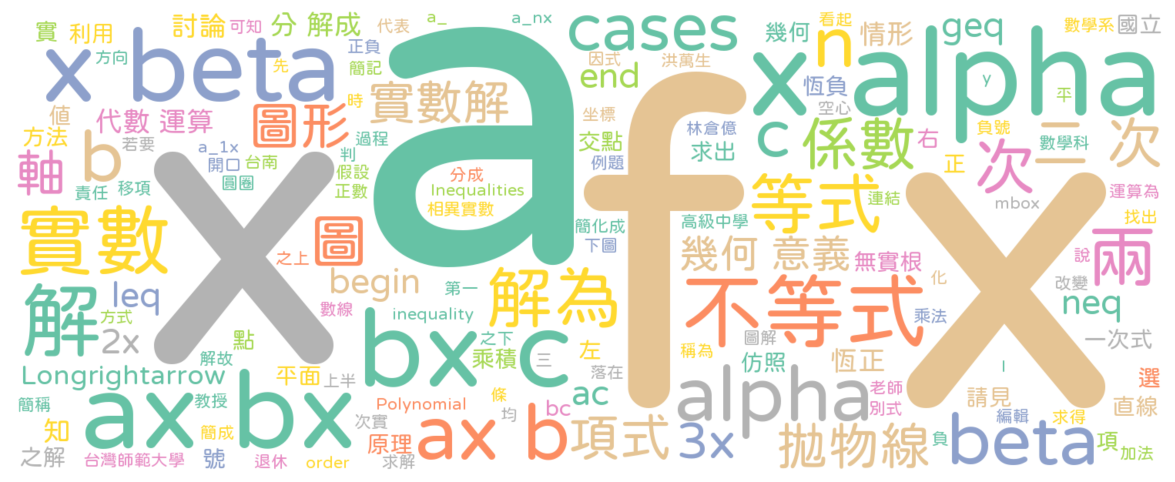 實 利用 討論 可知 分 解成 代表 a_ a_nx cases 看起 數學系 國立
方向 正負 因式 洪萬生 幾何 n 情形 geq
x beta 先 簡記 end 恆負 x alpha y
值 時 實數解 空心 平
代數 運算 圖形 坐標 c 係數 負號
方法 若要 過程 交點 林倉億 右 數學科 二 次
軸 b a_1x 判 a 例題 求出 正 次
開口 台南 假設 分成 f 運算為
責任 移項 圓圈 正數 Inequalities 等式 連結 mbox 找出
實數 x 相異實數 簡化成 高級中學 x 兩
圖 下圖 幾何 意義 無實根 說
之上 begin 第一 解為 不等式 化 改變
解 leq 數線 inequality 乘法 neq
方式 2x 點 bx 之下 圖解 l 一次式
解故 乘積 c 三 左 稱為 仿照 恆正
Longrightarrow 平面 上半 落在 選
簡稱 ax 教授 bx Polynomial 條 ac alpha 老師 請見 直線
知 簡成 次實 均 b bc 別式 編輯 求得
之解 號 原理 ax 項式 3x 拋物線 負 beta 項
台灣師範大學 退休 order 求解 加法